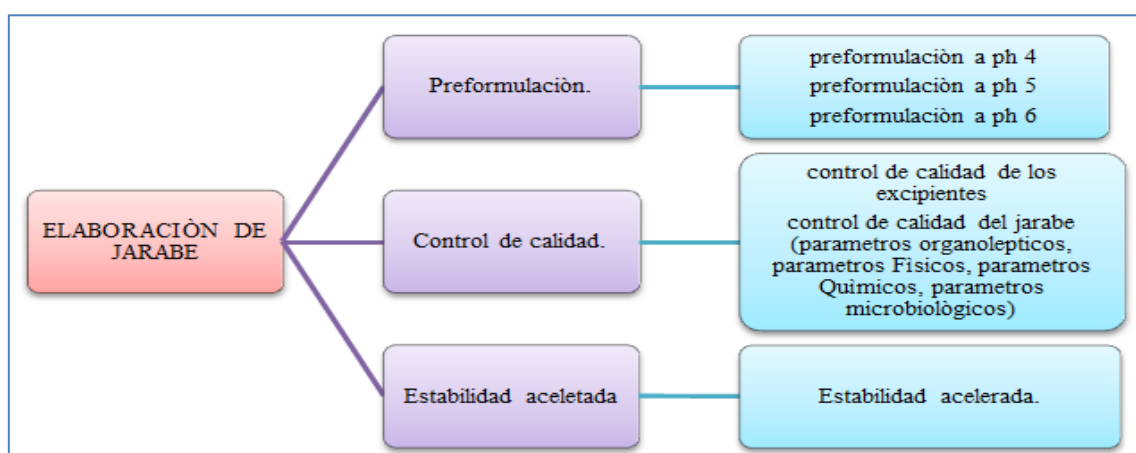 ELABORACIÒN DE
JARABE
Preformulaciòn.
preformulaciòn a ph 4
preformulaciòn a ph 5
preformulaciòn a ph 6
Control de calidad.
control de calidad de los
excipientes
control de calidad del jarabe
(parametros organolepticos,
parametros Fìsicos, parametros
Quìmicos, parametros
microbiològicos)
Estabilidad aceletada
Estabilidad acelerada.